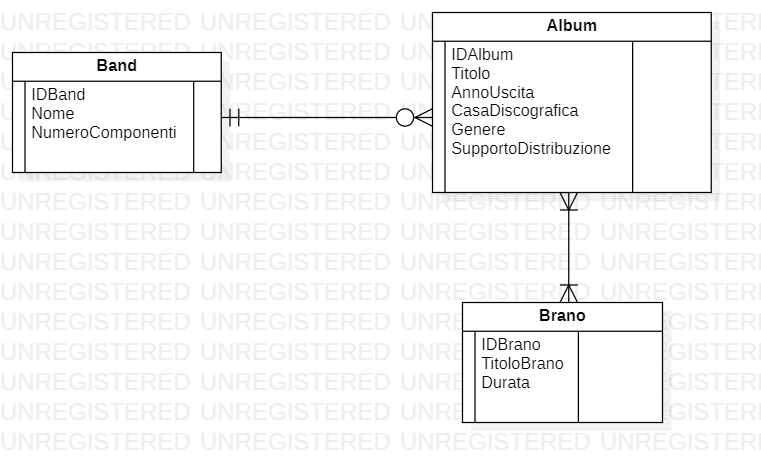 Band
IDBand
Nome
NumeroComponenti
Album
IDAlbum
Titolo
AnnoUscita
CasaDiscografica
Genere
SupportoDistribuzione
Brano
IDBrano
TitoloBrano
Durata
UNREGISTERED UNREGISTERED UNREGISTERED UNREGISTERED